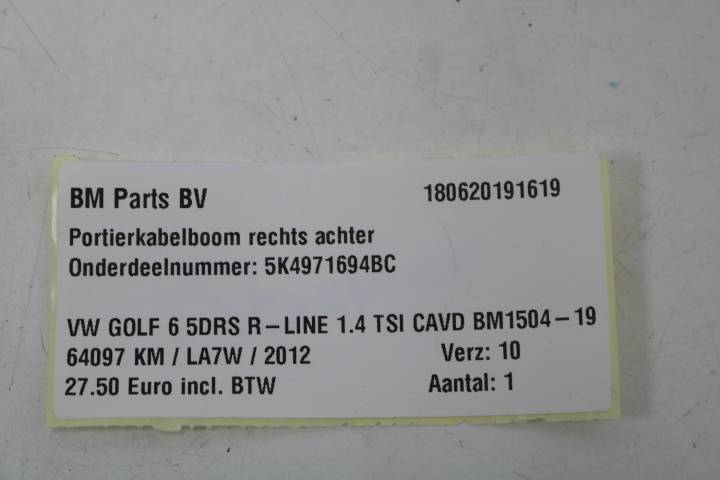 BM Parts BV 180620191619
Portierkabelboom rechts achter
Onderdeelnummer: 5K4971694BC
VW GOLF 6 5DRS R-LINE 1.4 TSI CAVD BM1504-19
64097 KM / LA7W / 2012 Verz: 10
27.50 Euro incl. BTW Aantal: 1